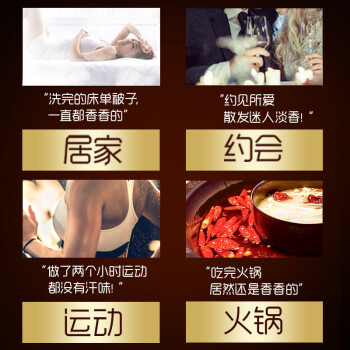 “洗完的床单被子,
一直都香香的”
居家
“约见所爱
散发迷人淡香! “
约会
“做了两个小时运动
都没有汗味! “
运动
“吃完火锅
居然还是香香的”
火锅